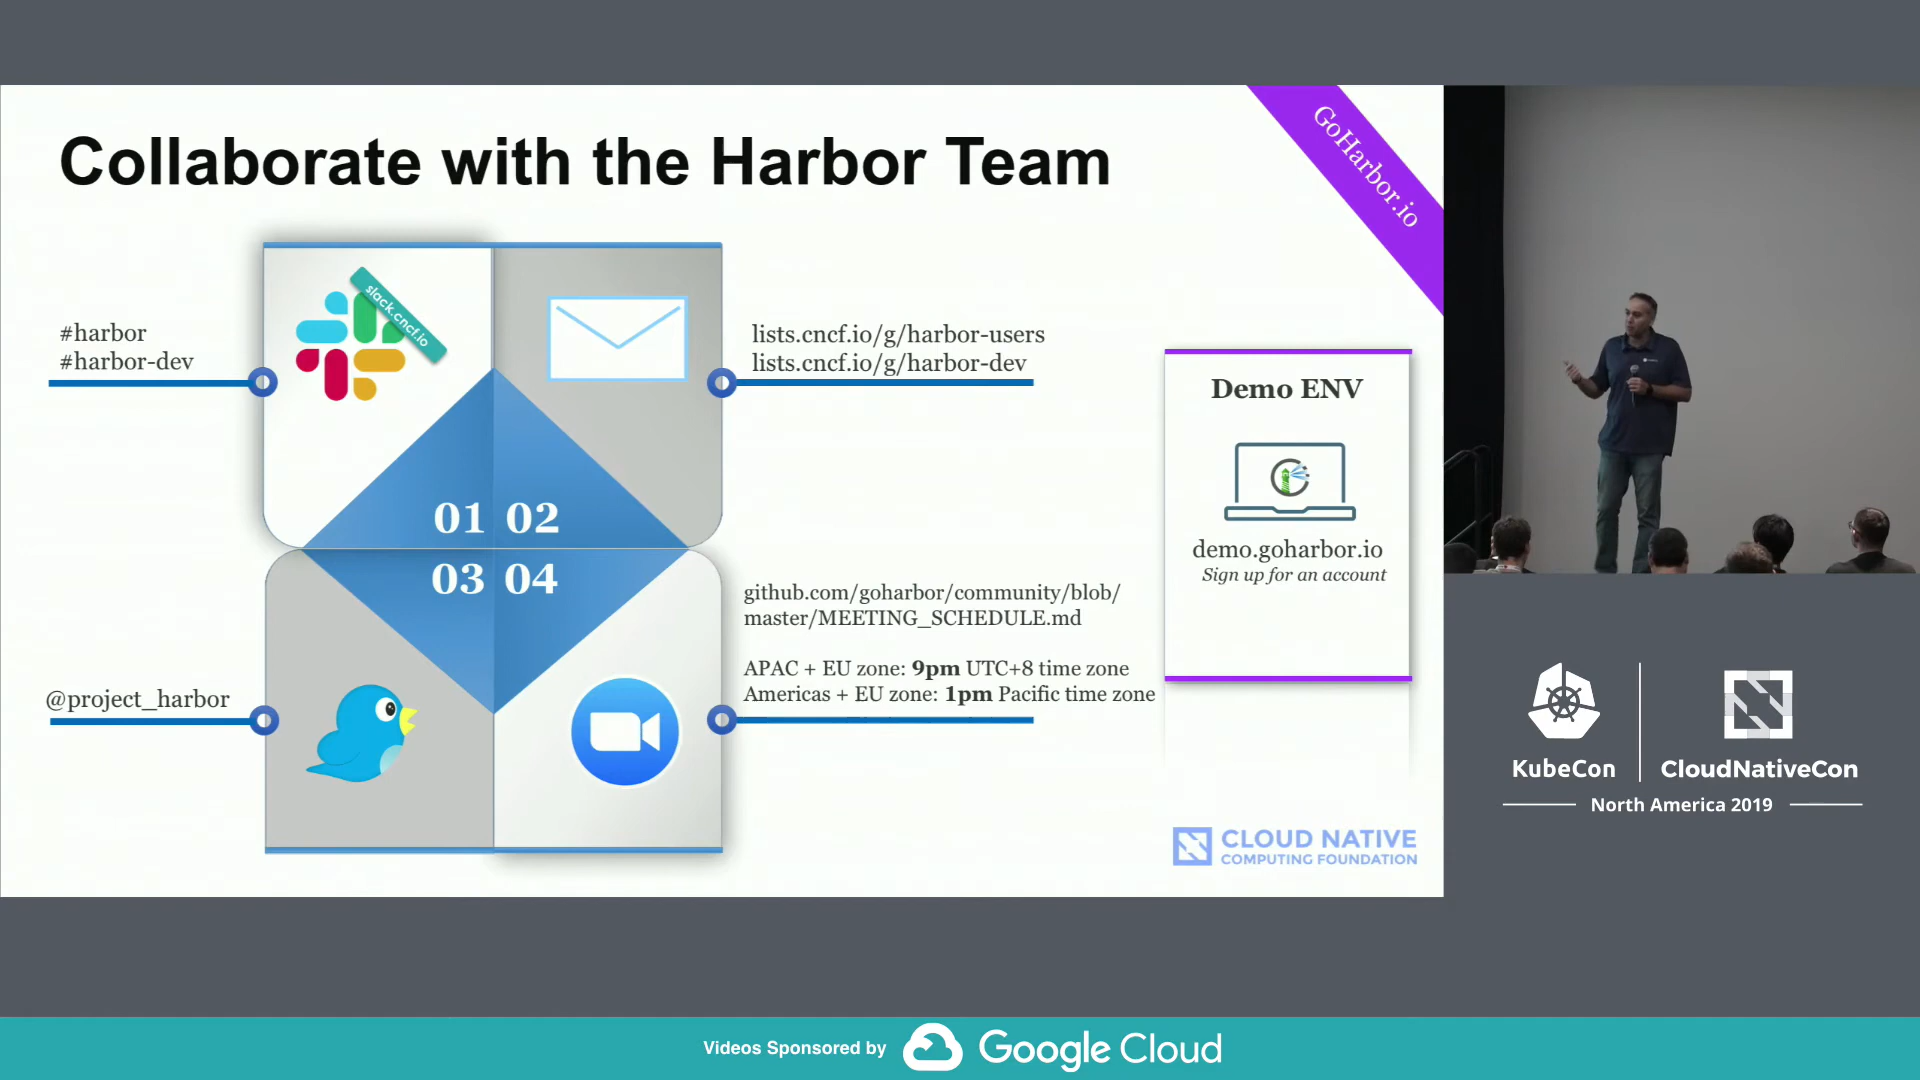 Collaborate with the Harbor Team
GoHarbor.io
#harbor
#harbor-dev
slack.cncf.io
lists.cncf.io/g/harbor-users
lists.cncf.io/g/harbor-dev
01 02
03 04
@project_harbor
github.com/goharbor/community/blob/
master/MEETING_SCHEDULE.md
APAC + EU zone: 9pm UTC+8 time zone
Americas + EU zone: 1pm Pacific time zone
Demo ENV
demo.goharbor.io
Sign up for an account
CLOUD NATIVE
COMPUTING FOUNDATION
KubeCon
CloudNativeCon
North America 2019
Videos Sponsored by
Google Cloud